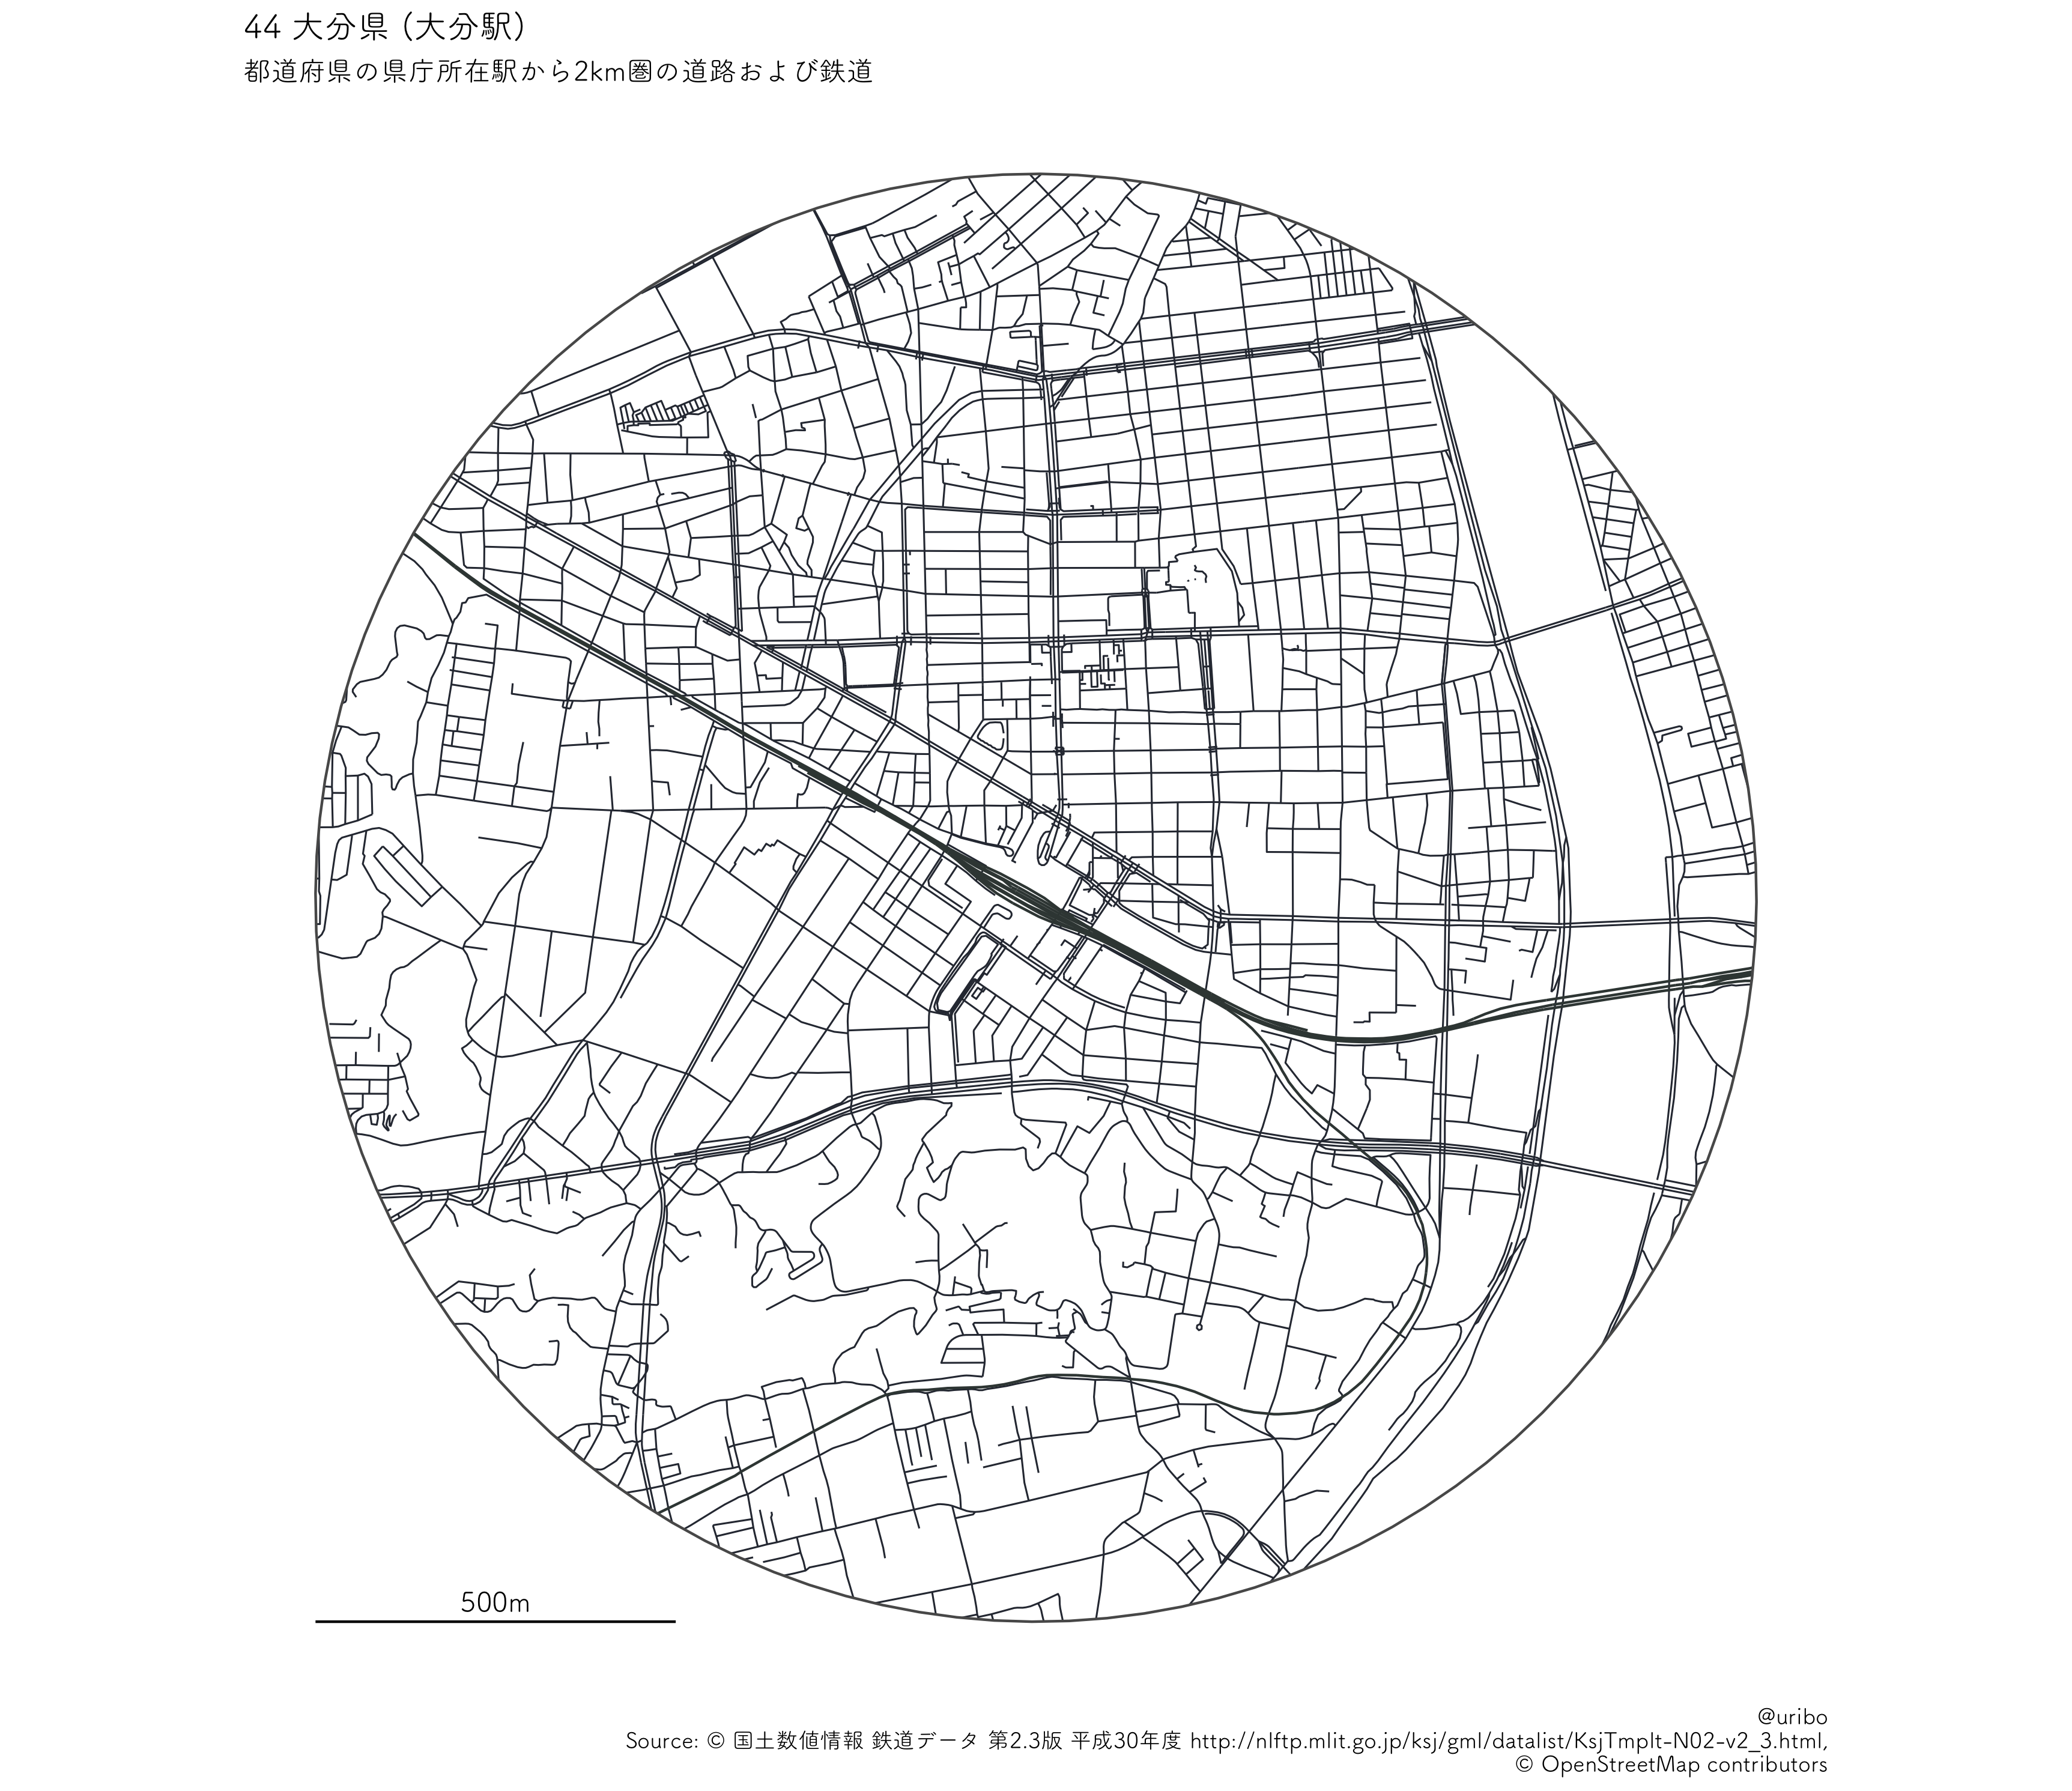 44 大分県 (大分駅)
都道府県の県庁所在駅から2km圏の道路および鉄道
500m
@uribo
Source: © 国土数値情報 鉄道データ 第2.3版 平成30年度 http://nlftp.mlit.go.jp/ksj/gml/datalist/KsjTmplt-N02-v2_3.html,
© OpenStreetMap contributors